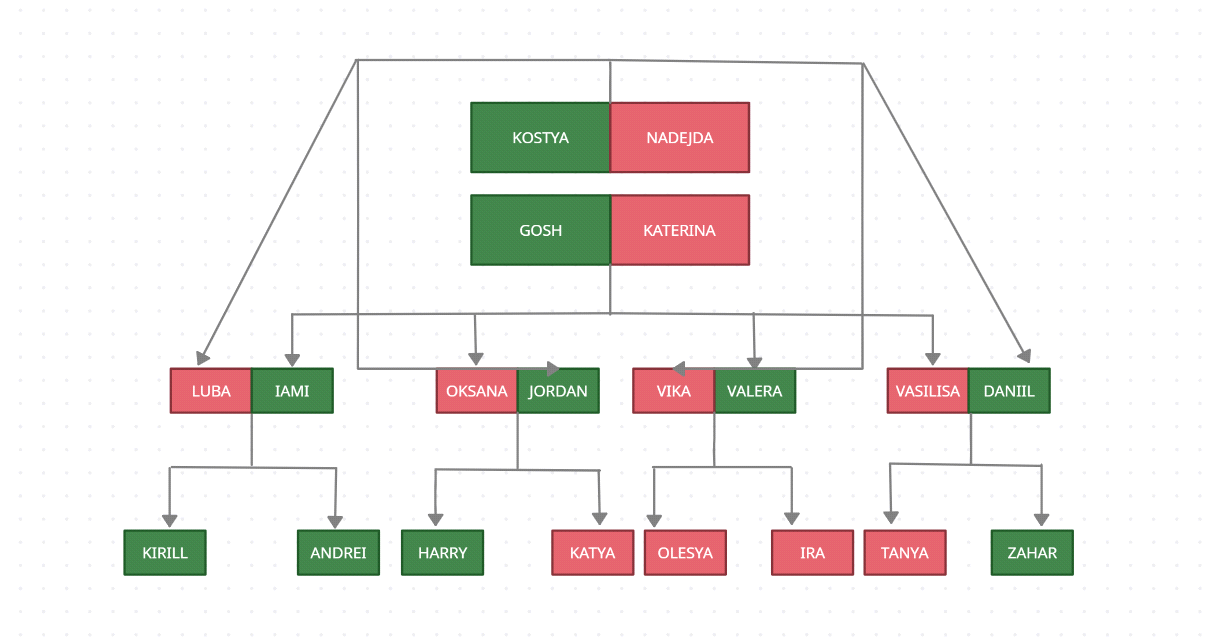 KOSTYA NADEJDA
GOSH KATERINA
LUBA IAMI OKSANA JORDAN VIKA VALERA VASILISA DANIIL
KIRILL ANDREI HARRY KATYA OLESYA IRA TANYA ZAHAR